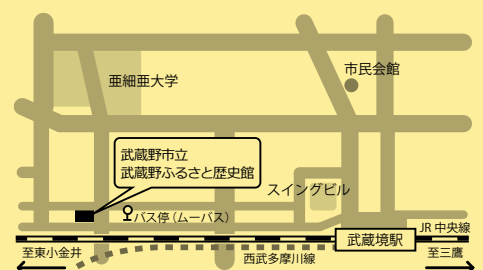 市民会館
亜細亜大学
武蔵野市立
武蔵野ふるさと歴史館
スイングビル
バス停（ムーバス）
JR 中央線
武蔵境駅
至東小金井
西武多摩川線
至三鷹